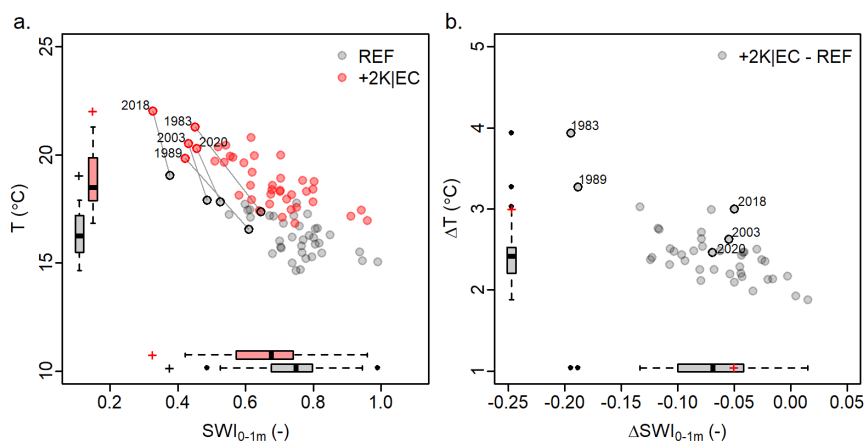 a.
25
20
15
10
T (°C)
REF
+2K|EC
2018
1983
2003
2020
1989
0.2 0.4 0.6 0.8 1.0
SWI0-1m (-)
b.
5
4
3
2
1
ΔT (°C)
+2K|EC - REF
1983
1989
2018
2003
2020
-0.25 -0.20 -0.15 -0.10 -0.05 0.00 0.05
ΔSWI0-1m (-)